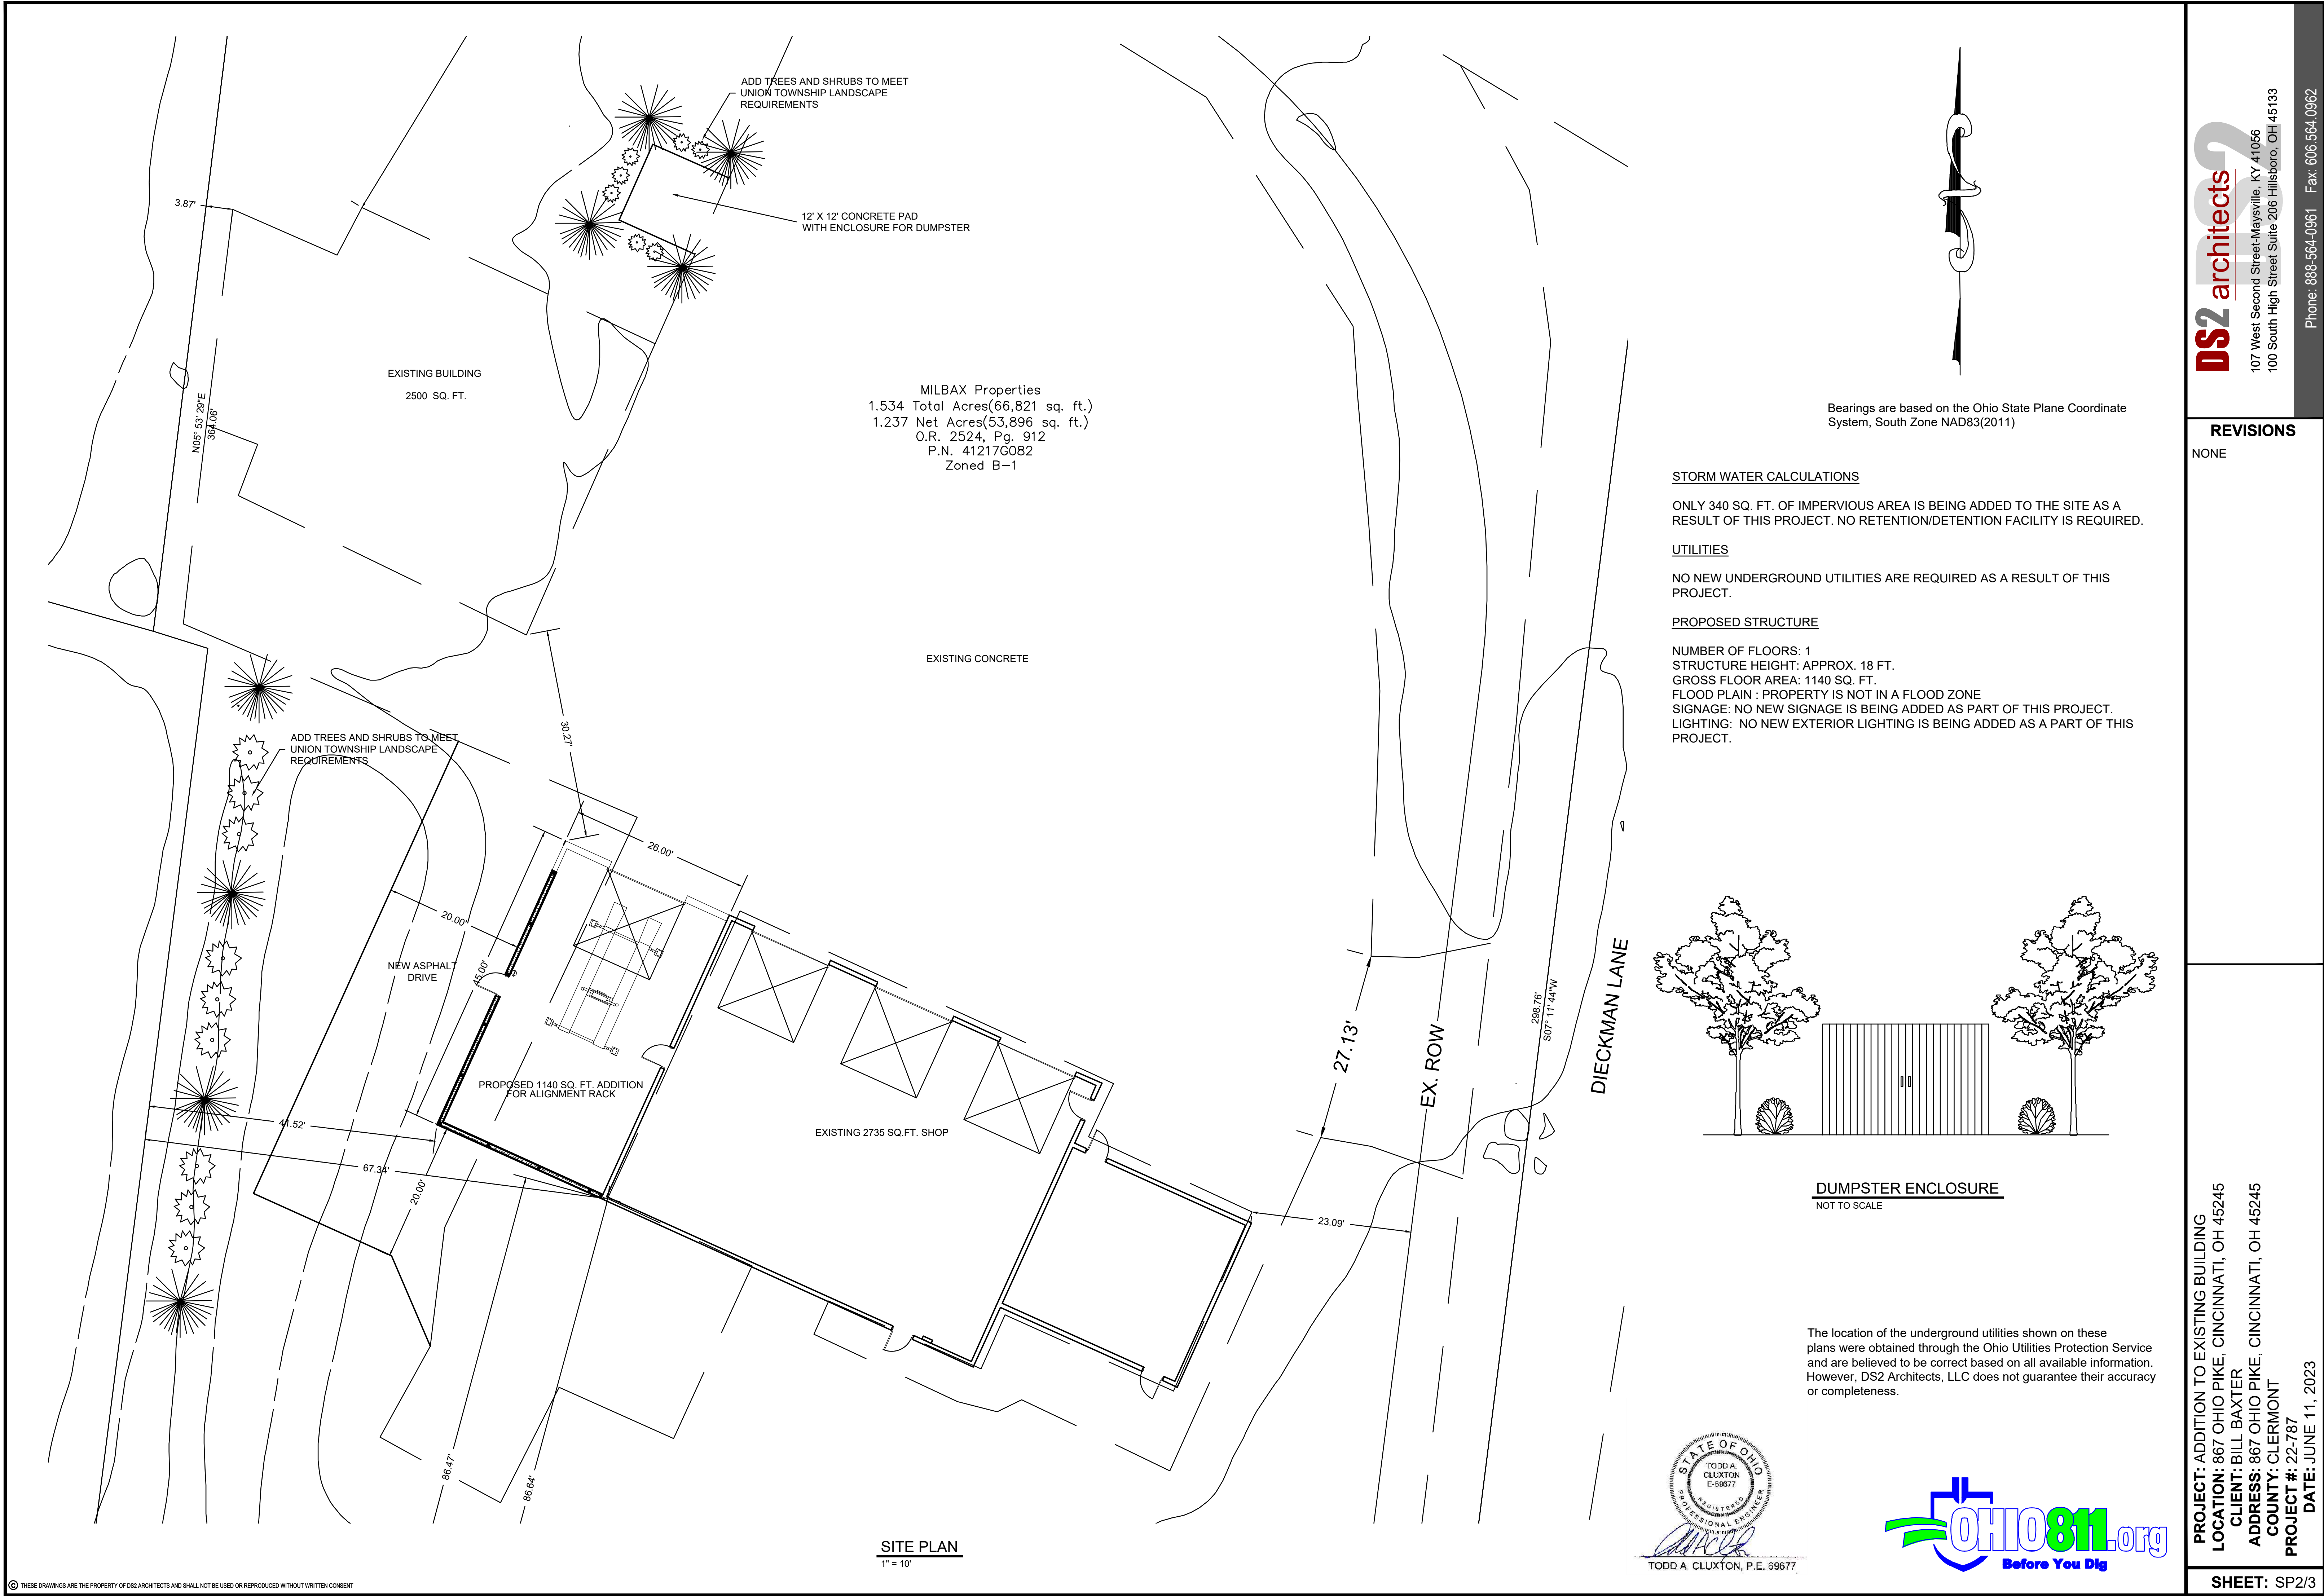 ADD TREES AND SHRUBS TO MEET
UNION TOWNSHIP LANDSCAPE
REQUIREMENTS
3.87'
12' X 12' CONCRETE PAD
WITH ENCLOSURE FOR DUMPSTER
EXISTING BUILDING
2500 SQ. FT.
N05° 53' 29"E
364.06'
MILBAX Properties
1.534 Total Acres(66,821 sq. ft.)
1.237 Net Acres(53,896 sq. ft.)
O.R. 2524, Pg. 912
P.N. 41217G082
Zoned B-1
EXISTING CONCRETE
30.27'
ADD TREES AND SHRUBS TO MEET
UNION TOWNSHIP LANDSCAPE
REQUIREMENTS
26.00'
20.00'
NEW ASPHALT
DRIVE
45.00'
PROPOSED 1140 SQ. FT. ADDITION
FOR ALIGNMENT RACK
EXISTING 2735 SQ.FT. SHOP
41.52'
67.34'
20.00'
86.47'
86.64'
23.09'
27.13'
EX. ROW
298.76'
S07° 11' 44"W
DIECKMAN LANE
SITE PLAN
1" = 10'
Bearings are based on the Ohio State Plane Coordinate
System, South Zone NAD83(2011)
STORM WATER CALCULATIONS
ONLY 340 SQ. FT. OF IMPERVIOUS AREA IS BEING ADDED TO THE SITE AS A
RESULT OF THIS PROJECT. NO RETENTION/DETENTION FACILITY IS REQUIRED.
UTILITIES
NO NEW UNDERGROUND UTILITIES ARE REQUIRED AS A RESULT OF THIS
PROJECT.
PROPOSED STRUCTURE
NUMBER OF FLOORS: 1
STRUCTURE HEIGHT: APPROX. 18 FT.
GROSS FLOOR AREA: 1140 SQ. FT.
FLOOD PLAIN : PROPERTY IS NOT IN A FLOOD ZONE
SIGNAGE: NO NEW SIGNAGE IS BEING ADDED AS PART OF THIS PROJECT.
LIGHTING: NO NEW EXTERIOR LIGHTING IS BEING ADDED AS A PART OF THIS
PROJECT.
DUMPSTER ENCLOSURE
NOT TO SCALE
The location of the underground utilities shown on these
plans were obtained through the Ohio Utilities Protection Service
and are believed to be correct based on all available information.
However, DS2 Architects, LLC does not guarantee their accuracy
or completeness.
STATE OF OHIO
TODD A.
CLUXTON
E-69677
REGISTERED
PROFESSIONAL ENGINEER
TODD A. CLUXTON, P.E. 69677
OHIO811.org
Before You Dig
DS2
DS2 architects
107 West Second Street-Maysville, KY 41056
100 South High Street Suite 206 Hillsboro, OH 45133
Phone: 888-564-0961 Fax: 606.564.0962
REVISIONS
NONE
PROJECT: ADDITION TO EXISTING BUILDING
LOCATION: 867 OHIO PIKE, CINCINNATI, OH 45245
CLIENT: BILL BAXTER
ADDRESS: 867 OHIO PIKE, CINCINNATI, OH 45245
COUNTY: CLERMONT
PROJECT #: 22-787
DATE: JUNE 11, 2023
SHEET: SP2/3
© THESE DRAWINGS ARE THE PROPERTY OF DS2 ARCHITECTS AND SHALL NOT BE USED OR REPRODUCED WITHOUT WRITTEN CONSENT